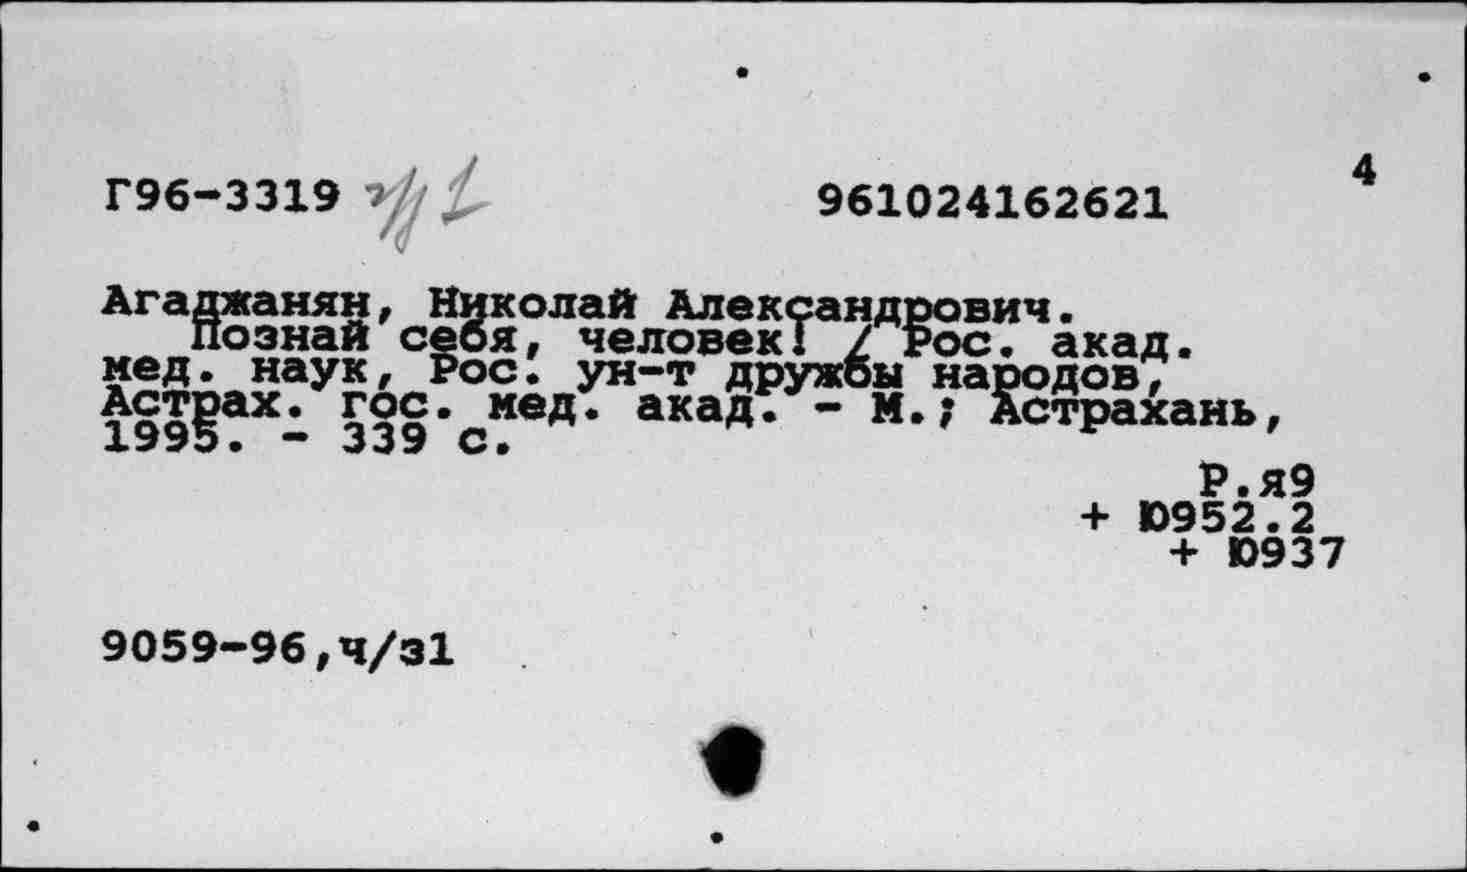 4
Г96-3319 961024162621
Агаджанян, Николай Александрович.
Познай себя, человек! / Рос. акад.
мед. наук, Рос. ун-т дружбы народов,
Астрах. гос. мед. акад. - М.; Астрахань,
1995. - 339 с.
Р.я9
+ Ю952.2
+ Ю937
9059-96,ч/з1